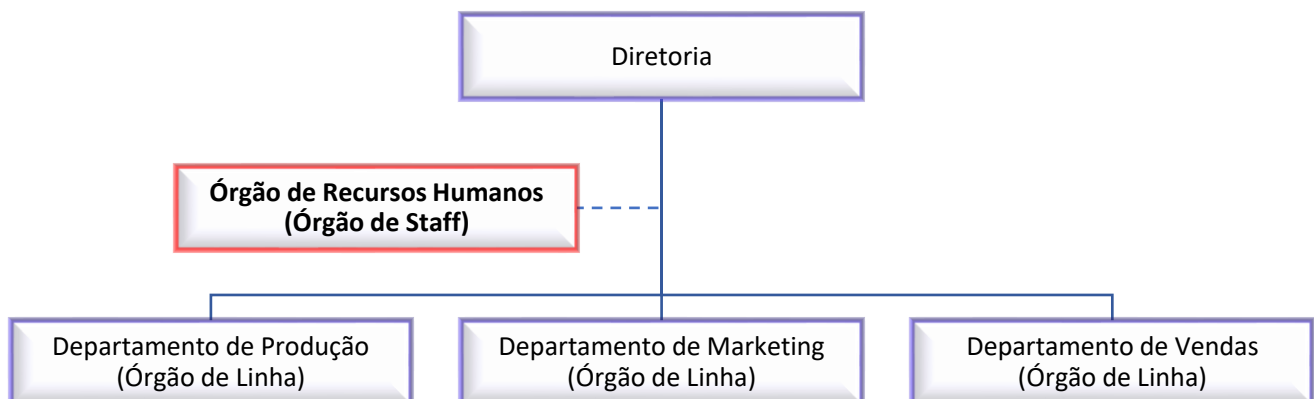 Diretoria
Órgão de Recursos Humanos
(Órgão de Staff)
Departamento de Produção
(Órgão de Linha)
Departamento de Marketing
(Órgão de Linha)
Departamento de Vendas
(Órgão de Linha)